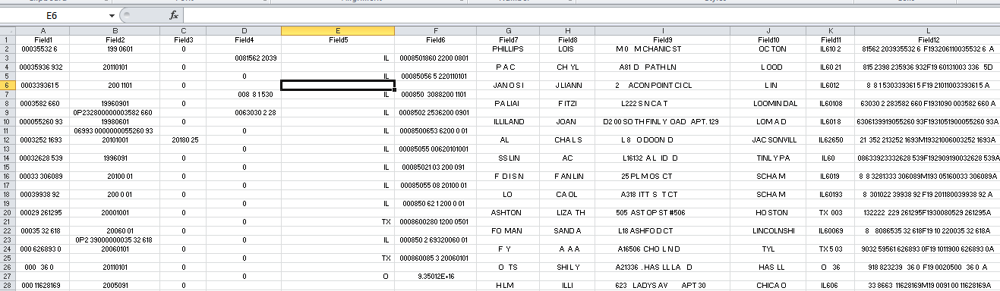 E6 fx
A B C D E F G H I J K L
1 Field1 Field2 Field3 Field4 Field5 Field6 Field7 Field8 Field9 Field10 Field11 Field12
2 00035532 6 199 0601 0 PHILLIPS LOIS M 0 M CHANIC ST OC TON IL610 2 81562 203935532 6 F193206110035532 6 A
3 0081562 2039 IL 0008501860 2200 0801
4 00035936 932 20110101 0 P A C CH YL A81 D PATH LN L OOD IL60 21 815 2398 235936 932F19 60131003 336 5D
5 0 IL 00085056 5 220110101
6 0003393361 5 200 1101 0 JANO S I J LIANN 2 ACON POINT CI CL L IN IL6012 8 8 1 5303393615 F19 21011003393361 5 A
7 008 8 1530 IL 000850 3088200 1101
8 0003582 660 19960901 0 PA LIAI F ITZI L222 S N CA T LOOMIN DAL IL60108 63030 2 283582 660 F1931090 003582 660 A
9 0P232800000003582 660 0063030 2 28 IL 0008502 2536200 0901
10 000055260 93 19980601 0 ILLILAND JOAN D2 00 SO TH FINL Y OAD APT. 129 LOM A D IL601 8 6306139919055260 93F1931051900055260 93A
11 06993 0000000055260 93 0 IL 0008500653 6200 0 01
12 0003252 1693 20101001 20180 25 AL CHA L S L 8 O DOON D JAC SONVILL IL62650 21 352 213252 1693M19321006003252 1693A
13 0 IL 00085055 00620101001
14 00032628 539 1996091 0 SS LIN AC L16132 A L ID D TINL Y PA IL60 08633923332628 539F192909190032628 539A
15 0 IL 00085021 03 200 091
16 00033 306089 20100 01 0 F DIS N F AN LIN 25 PL M OS CT SCHA M IL6019 8 8 3281333 306089M193 05160033 306089A
17 0 IL 00085055 08 20100 01
18 00039938 92 200 0 01 0 LO CA OL A318 ITT S T CT SCHA M IL60193 8 301022 39938 92 F19 201180039938 92 A
19 0 IL 000850 62 1 200 0 01
20 00029 261295 20001001 0 ASHTON LIZA TH 505 AST OP ST #506 HO STON TX 003 132222 229 261295F1930080529 261295A
21 0 TX 0008600280 1200 0501
22 00035 32 618 20060 01 0 FO MAN SAND A L18 ASHFO D CT LINCOLNSHI IL60069 8 8086535 32 618F19 10 220035 32 618A
23 0P2 39000000035 32 618 0 IL 000850 2 69320060 01
24 000 626893 0 20060101 0 F Y A A A A16506 CHO L N D TYL TX 5 03 9032 59561 626893 0F19 1011900 626893 0A
25 0 TX 000860085 3 20060101
26 000 36 0 20110101 0 O TS SHI L Y A21336 . HAS LL LA D HAS LL O 36 918 823239 36 0 F19 0020500 36 0 A
27 0 O 9.35012E+16
28 000 11628169 2005091 0 H LM ILLI 623 LADYS AV APT 30 CHICA O IL606 33 8663 11628169M19 0091 00 11628169A